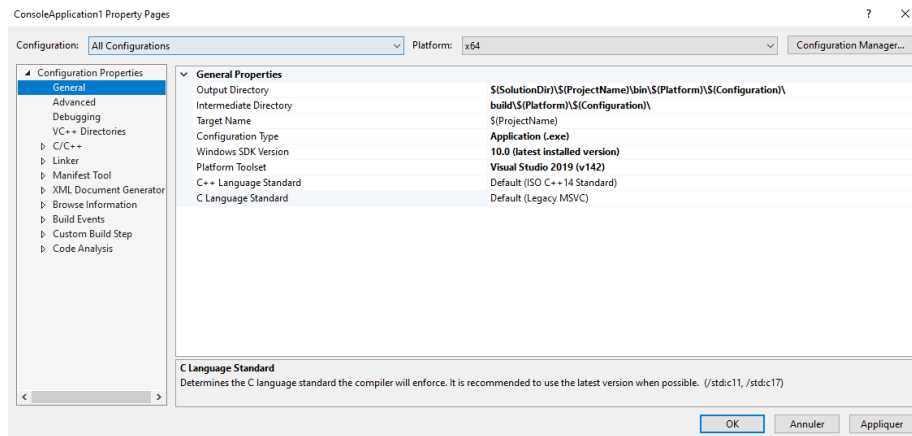 ConsoleApplication1 Property Pages
Configuration: All Configurations Platform: x64 Configuration Manager...
Configuration Properties
General
Advanced
Debugging
VC++ Directories
C/C++
Linker
Manifest Tool
XML Document Generator
Browse Information
Build Events
Custom Build Step
Code Analysis
General Properties
Output Directory $(SolutionDir)\$(ProjectName)\bin\$(Platform)\$(Configuration)\
Intermediate Directory build\$(Platform)\$(Configuration)\
Target Name $(ProjectName)
Configuration Type Application (.exe)
Windows SDK Version 10.0 (latest installed version)
Platform Toolset Visual Studio 2019 (v142)
C++ Language Standard Default (ISO C++14 Standard)
C Language Standard Default (Legacy MSVC)
C Language Standard
Determines the C language standard the compiler will enforce. It is recommended to use the latest version when possible. (/std:c11, /std:c17)
OK Annuler Appliquer